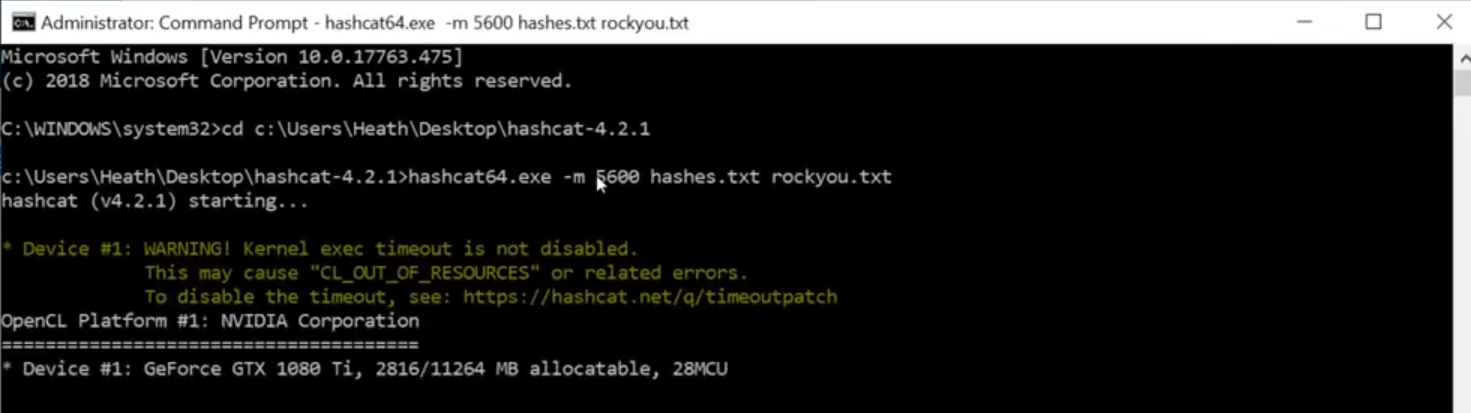 Administrator: Command Prompt - hashcat64.exe -m 5600 hashes.txt rockyou.txt
Microsoft Windows [Version 10.0.17763.475]
(c) 2018 Microsoft Corporation. All rights reserved.
C:\WINDOWS\system32>cd c:\Users\Heath\Desktop\hashcat-4.2.1
c:\Users\Heath\Desktop\hashcat-4.2.1>hashcat64.exe -m 5600 hashes.txt rockyou.txt
hashcat (v4.2.1) starting...
* Device #1: WARNING! Kernel exec timeout is not disabled.
This may cause "CL_OUT_OF_RESOURCES" or related errors.
To disable the timeout, see: https://hashcat.net/q/timeoutpatch
OpenCL Platform #1: NVIDIA Corporation
======================================
* Device #1: GeForce GTX 1080 Ti, 2816/11264 MB allocatable, 28MCU